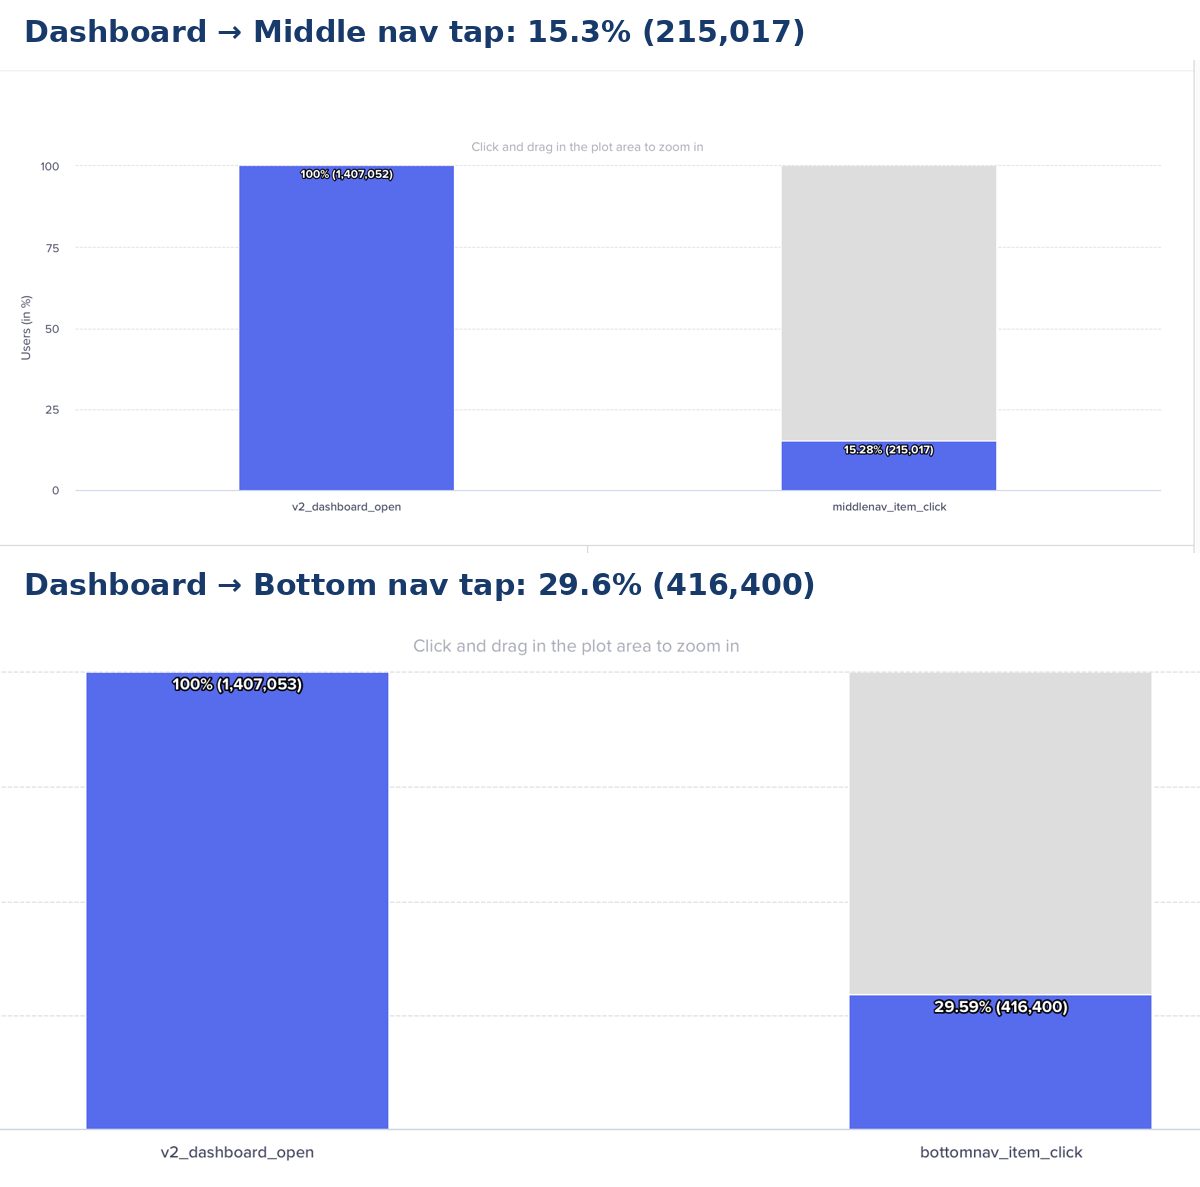 Dashboard → Middle nav tap: 15.3% (215,017)
Click and drag in the plot area to zoom in
100
75
50
25
0
Users (in %)
100% (1,407,052)
15.28% (215,017)
v2_dashboard_open
middlenav_item_click
Dashboard → Bottom nav tap: 29.6% (416,400)
Click and drag in the plot area to zoom in
100% (1,407,053)
29.59% (416,400)
v2_dashboard_open
bottomnav_item_click